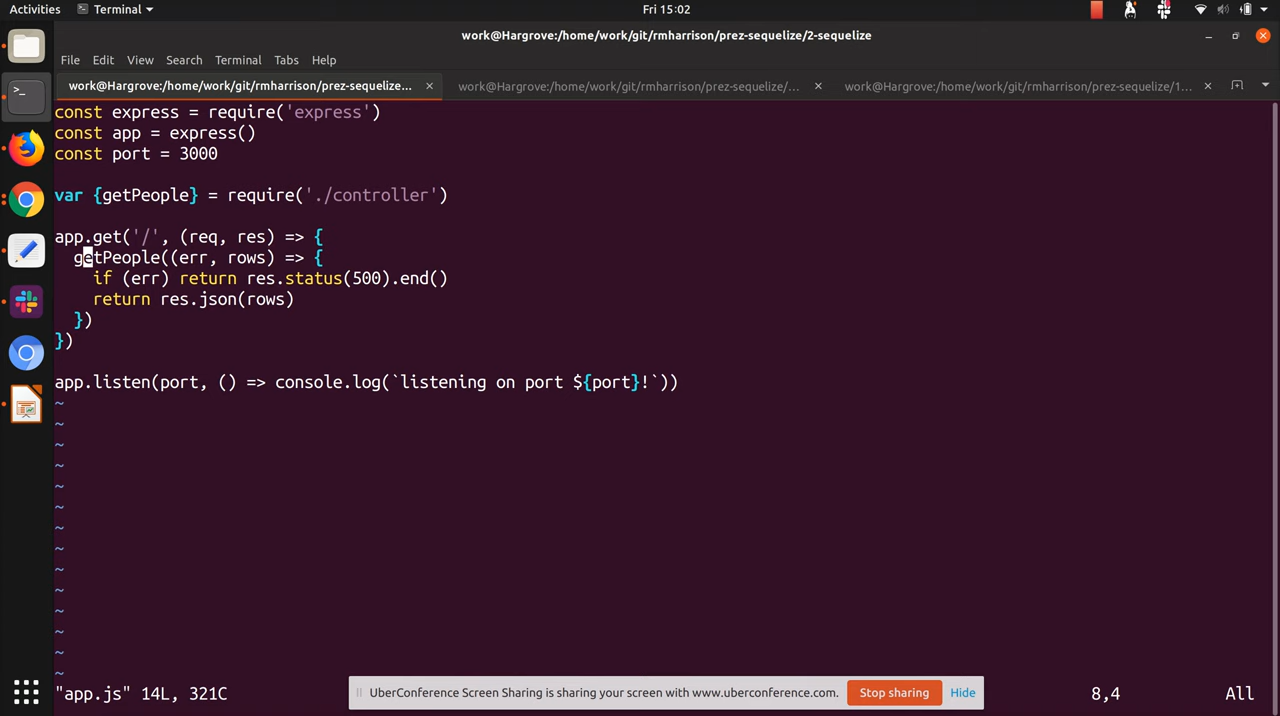 Activities Terminal Fri 15:02
work@Hargrove:/home/work/git/rmharrison/prez-sequelize/2-sequelize
File Edit View Search Terminal Tabs Help
work@Hargrove:/home/work/git/rmharrison/prez-sequelize... work@Hargrove:/home/work/git/rmharrison/prez-sequelize/... work@Hargrove:/home/work/git/rmharrison/prez-sequelize/1...
const express = require('express')
const app = express()
const port = 3000
var {getPeople} = require('./controller')
app.get('/', (req, res) => {
getPeople((err, rows) => {
if (err) return res.status(500).end()
return res.json(rows)
})
})
app.listen(port, () => console.log(`listening on port ${port}!`))
~
~
~
~
~
~
~
~
~
~
~
~
~
~
"app.js" 14L, 321C 8,4 All
UberConference Screen Sharing is sharing your screen with www.uberconference.com. Stop sharing Hide